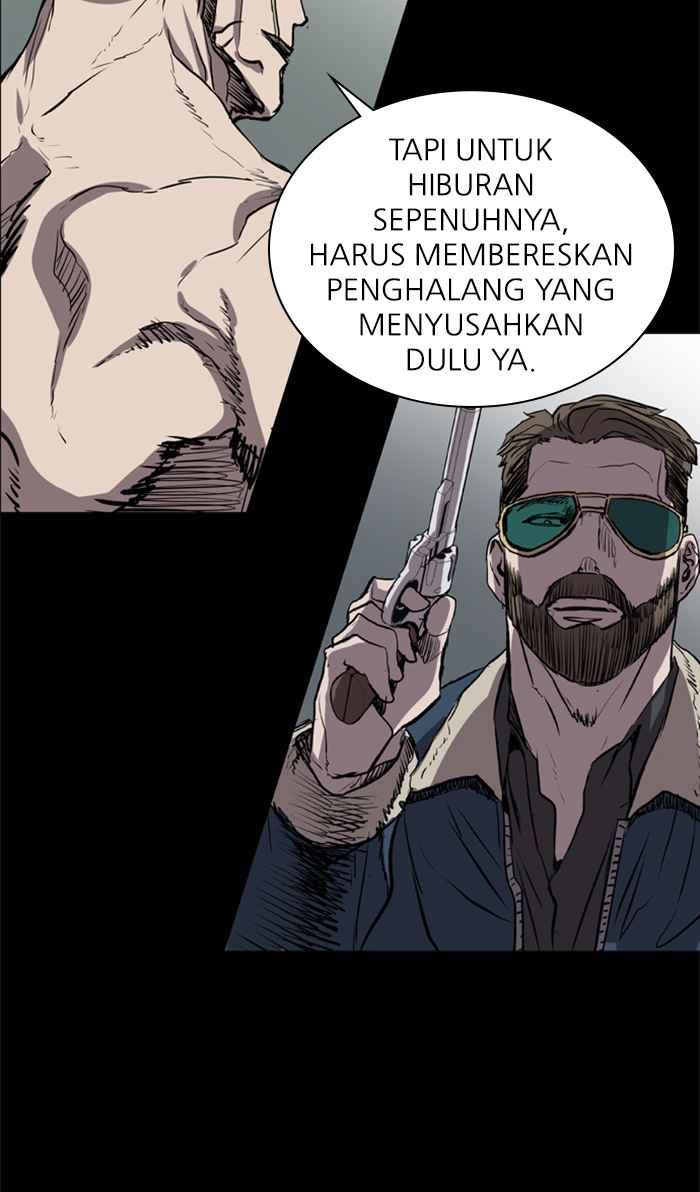 TAPI UNTUK
HIBURAN
SEPENUHNYA,
HARUS MEMBERESKAN
PENGHALANG YANG
MENYUSAHKAN
DULU YA.